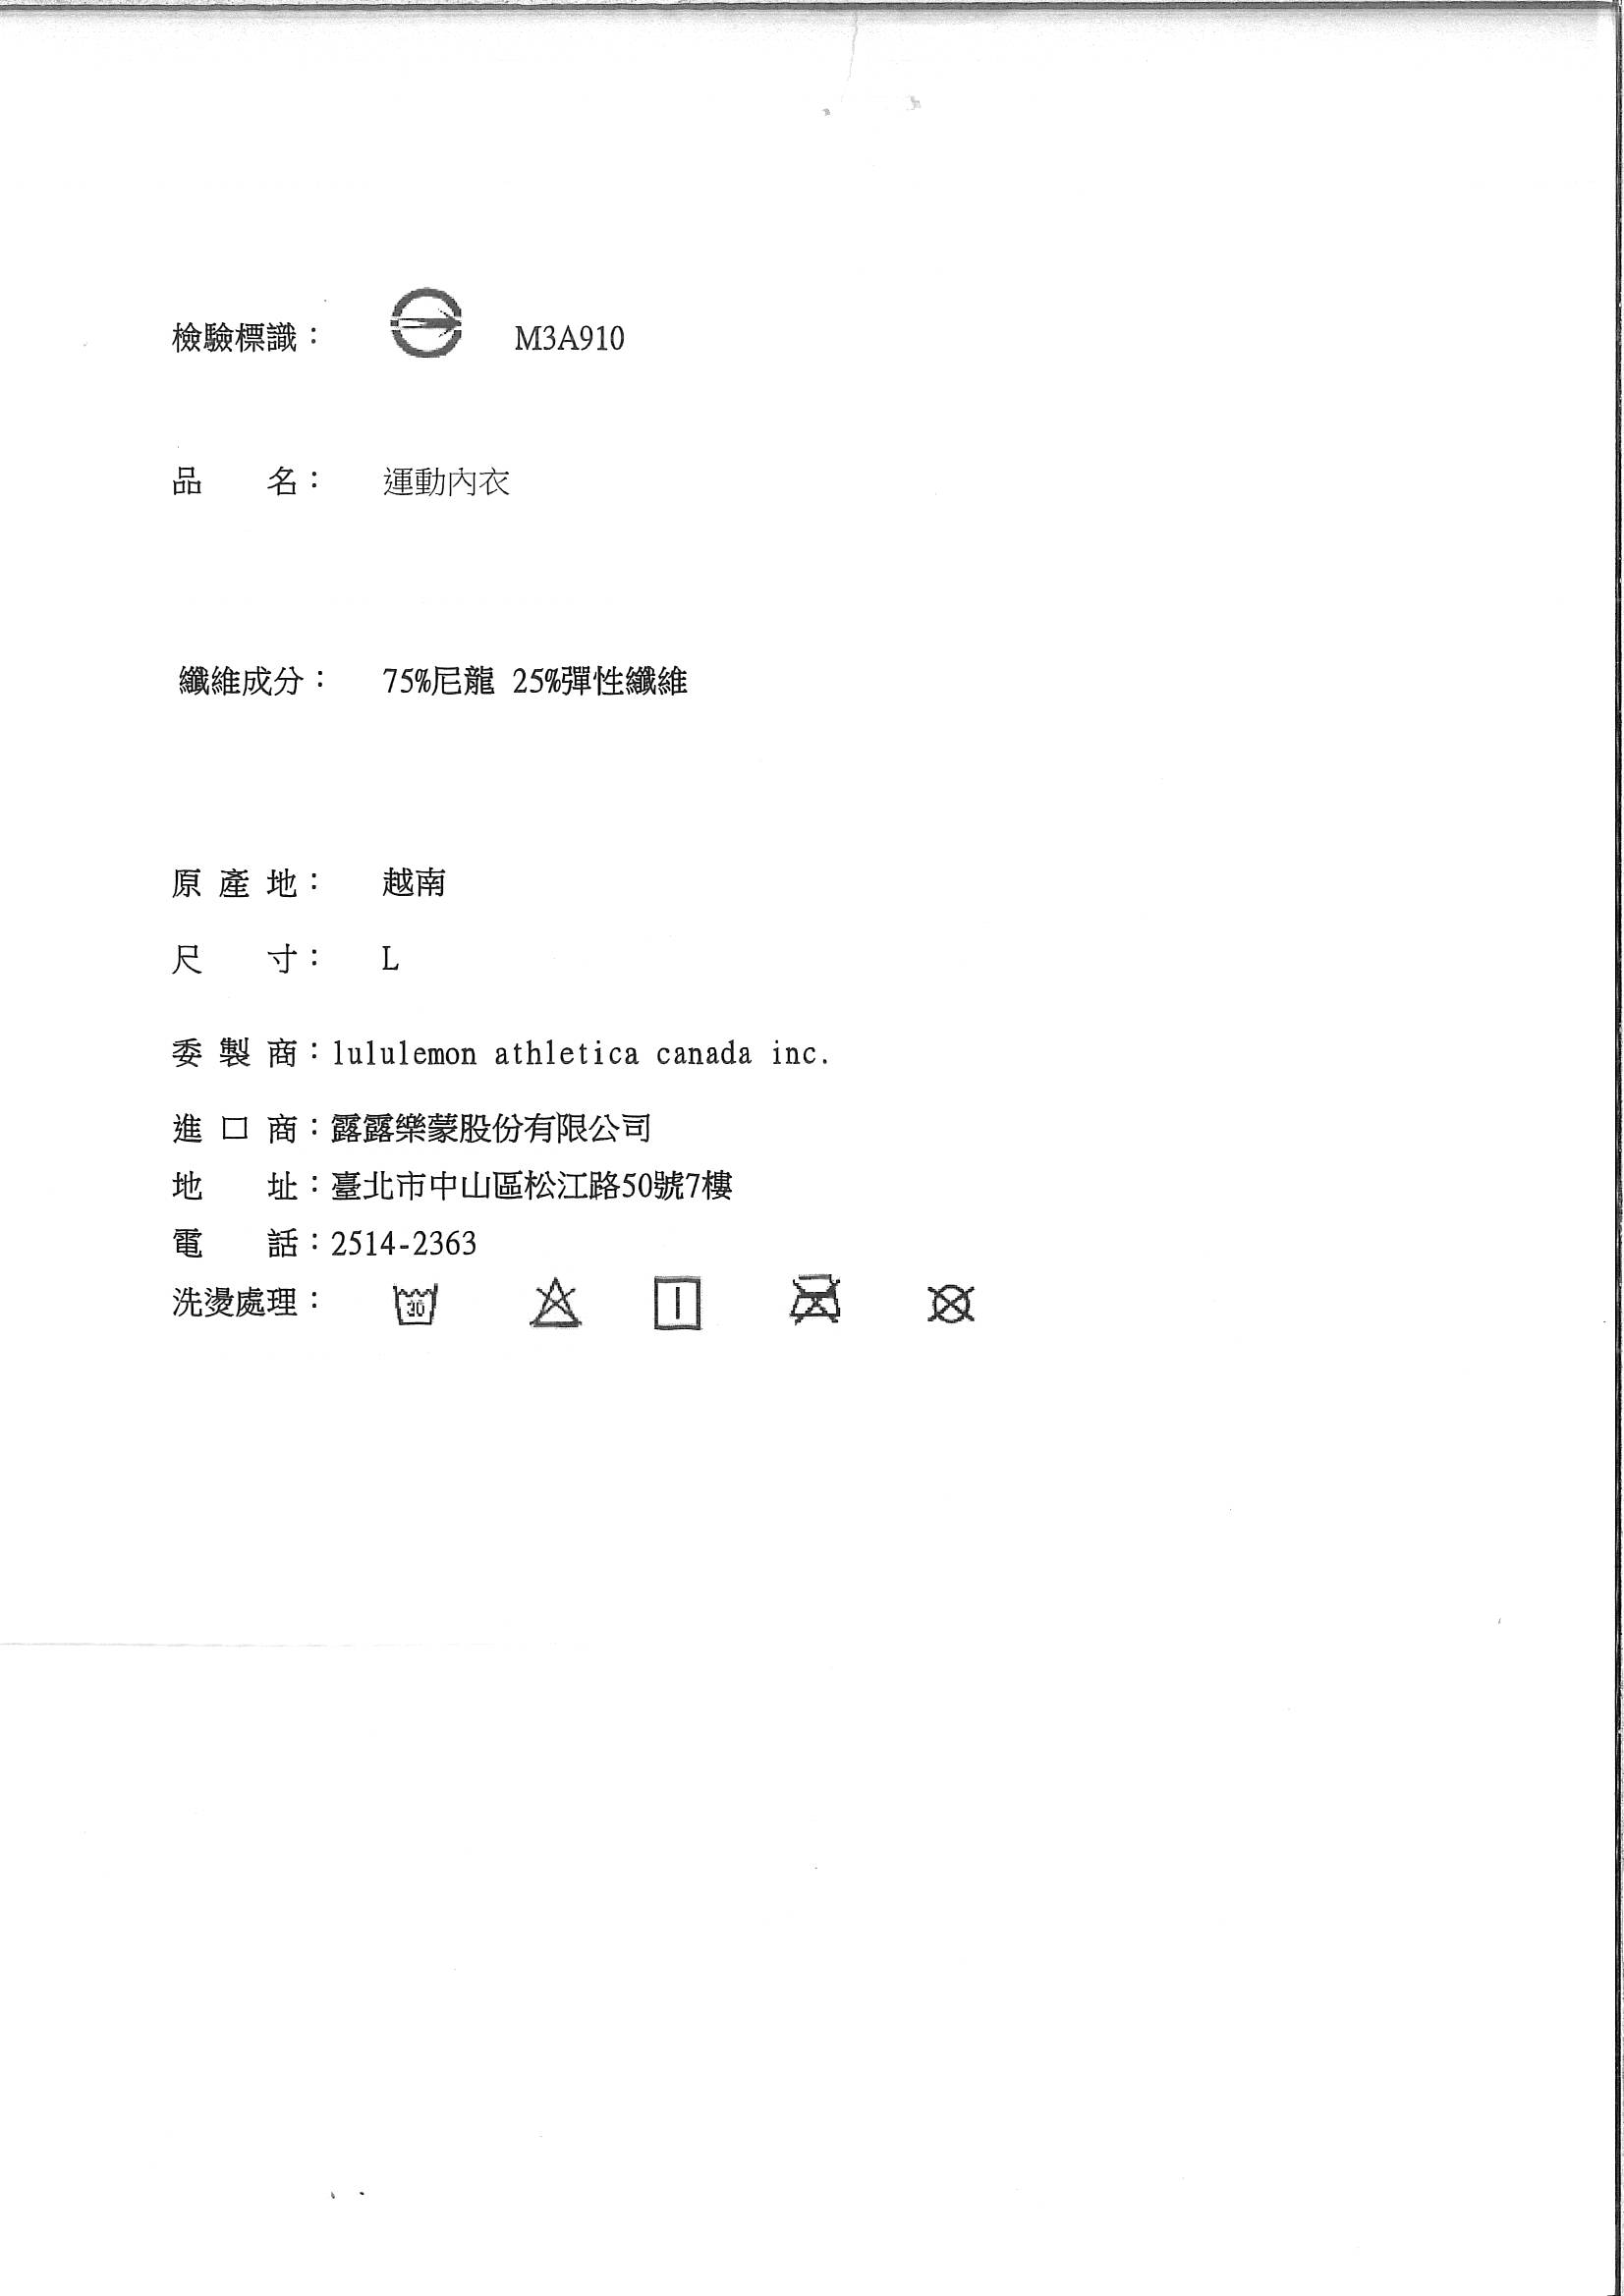 檢驗標識： M3A910
品名： 運動內衣
纖維成分： 75%尼龍 25%彈性纖維
原產地： 越南
尺寸： L
委製商：lululemon athletica canada inc.
進口商：露露樂蒙股份有限公司
地址：臺北市中山區松江路50號7樓
電話：2514-2363
洗燙處理： 30